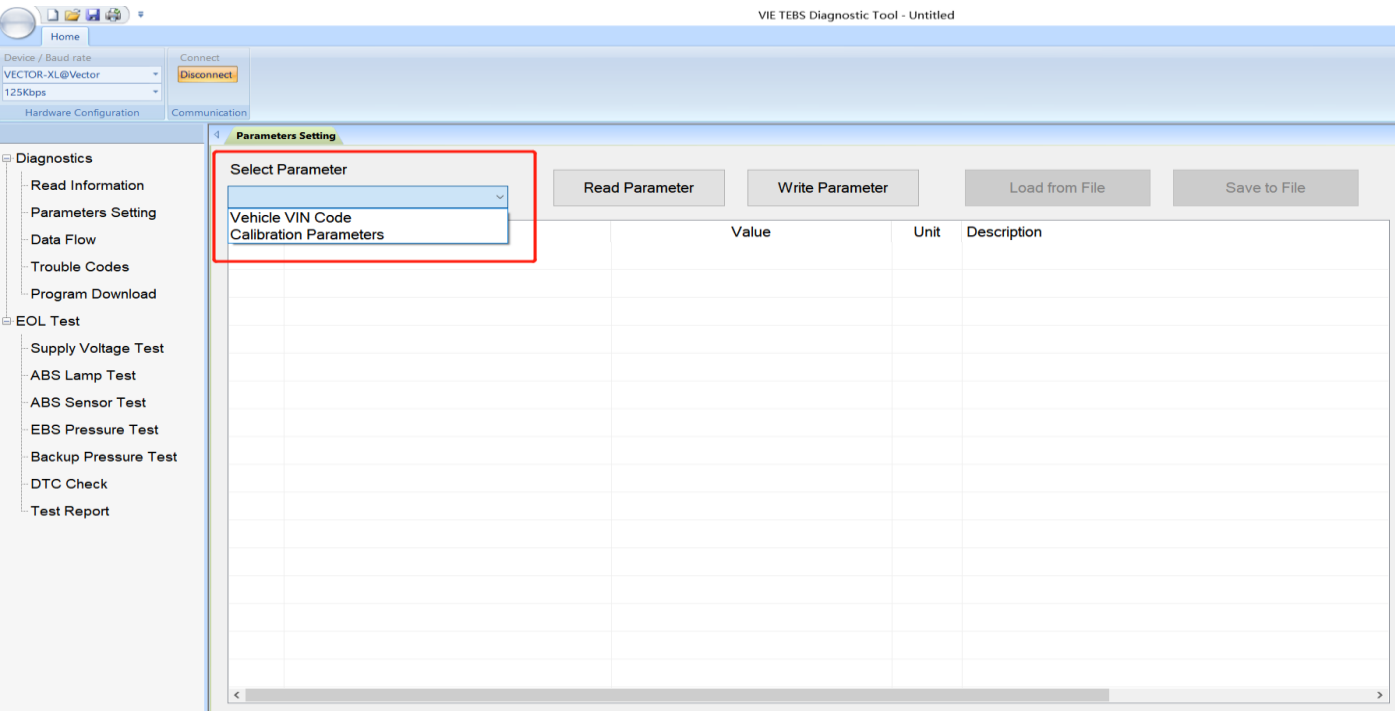 VIE TEBS Diagnostic Tool - Untitled
Home
Device / Baud rate
VECTOR-XL@Vector
125Kbps
Hardware Configuration
Connect
Disconnect
Communication
Diagnostics
Read Information
Parameters Setting
Data Flow
Trouble Codes
Program Download
EOL Test
Supply Voltage Test
ABS Lamp Test
ABS Sensor Test
EBS Pressure Test
Backup Pressure Test
DTC Check
Test Report
Parameters Setting
Select Parameter
Vehicle VIN Code
Calibration Parameters
Read Parameter
Write Parameter
Load from File
Save to File
Value
Unit
Description